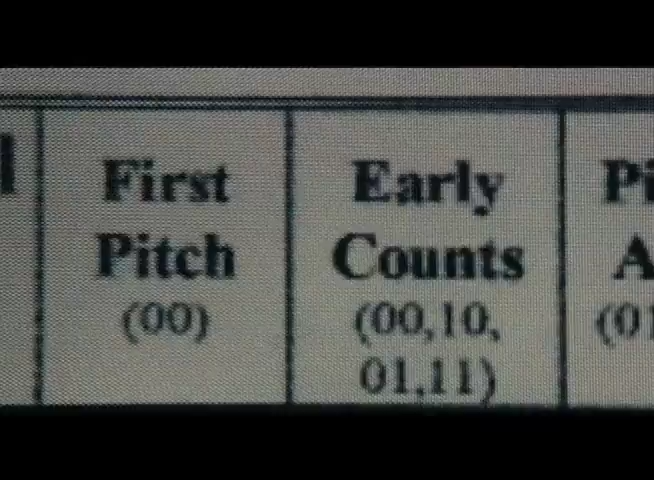 First
Pitch
(00)
Early
Counts
(00,10,
01,11)